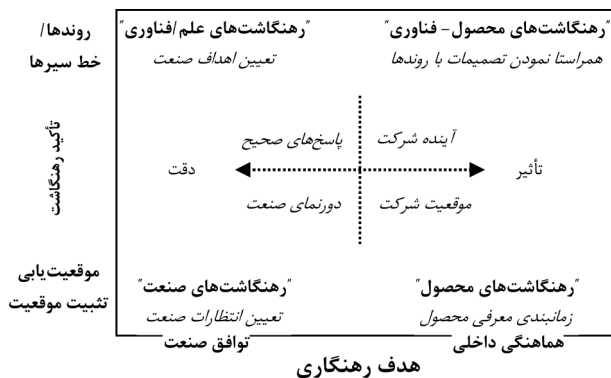 روندها/
خط سیرها
"رهنگاشت‌های علم/فناوری"
تعیین اهداف صنعت
"رهنگاشت‌های محصول – فناوری"
همراستا نمودن تصمیمات با روندها
تأکید رهنگاشت
پاسخ‌های صحیح
آینده شرکت
دقت
تأثیر
دورنمای صنعت
موقعیت شرکت
موقعیت‌یابی
تثبیت موقعیت
"رهنگاشت‌های صنعت"
تعیین انتظارات صنعت
توافق صنعت
"رهنگاشت‌های محصول"
زمانبندی معرفی محصول
هماهنگی داخلی
هدف رهنگاری